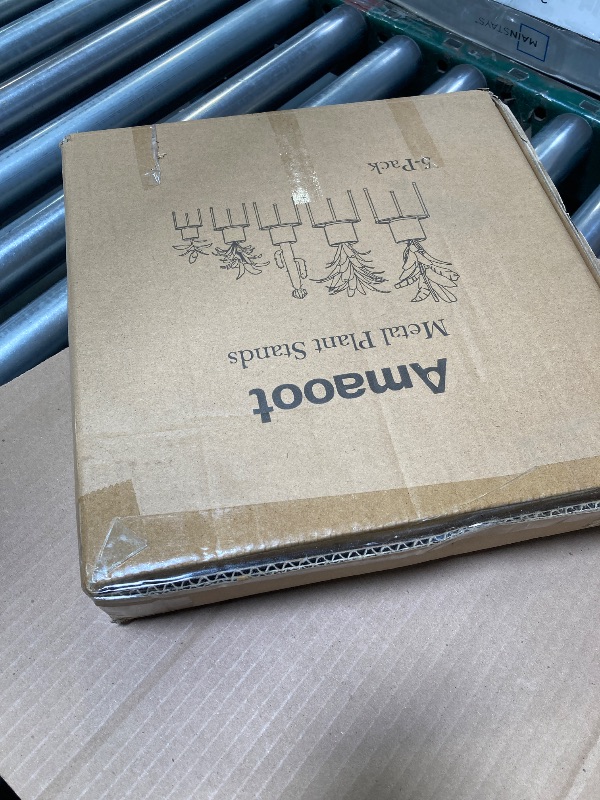 Amaoot
Metal Plant Stands
5-Pack
MAINSTAYS